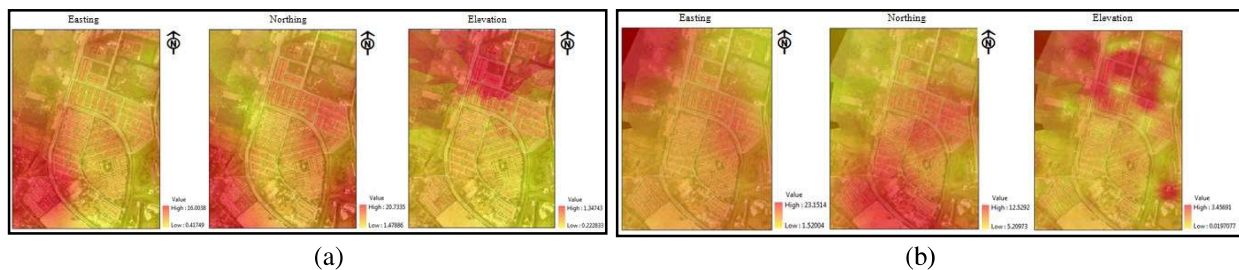 Easting
Northing
Elevation
N
N
N
Value
High : 16.0038
Low : 0.41749
Value
High : 20.7335
Low : 1.47886
Value
High : 1.34743
Low : 0.222933
(a)
Easting
Northing
Elevation
N
N
N
Value
High : 23.1514
Low : 1.52004
Value
High : 12.5292
Low : 5.20973
Value
High : 3.45691
Low : 0.0197077
(b)